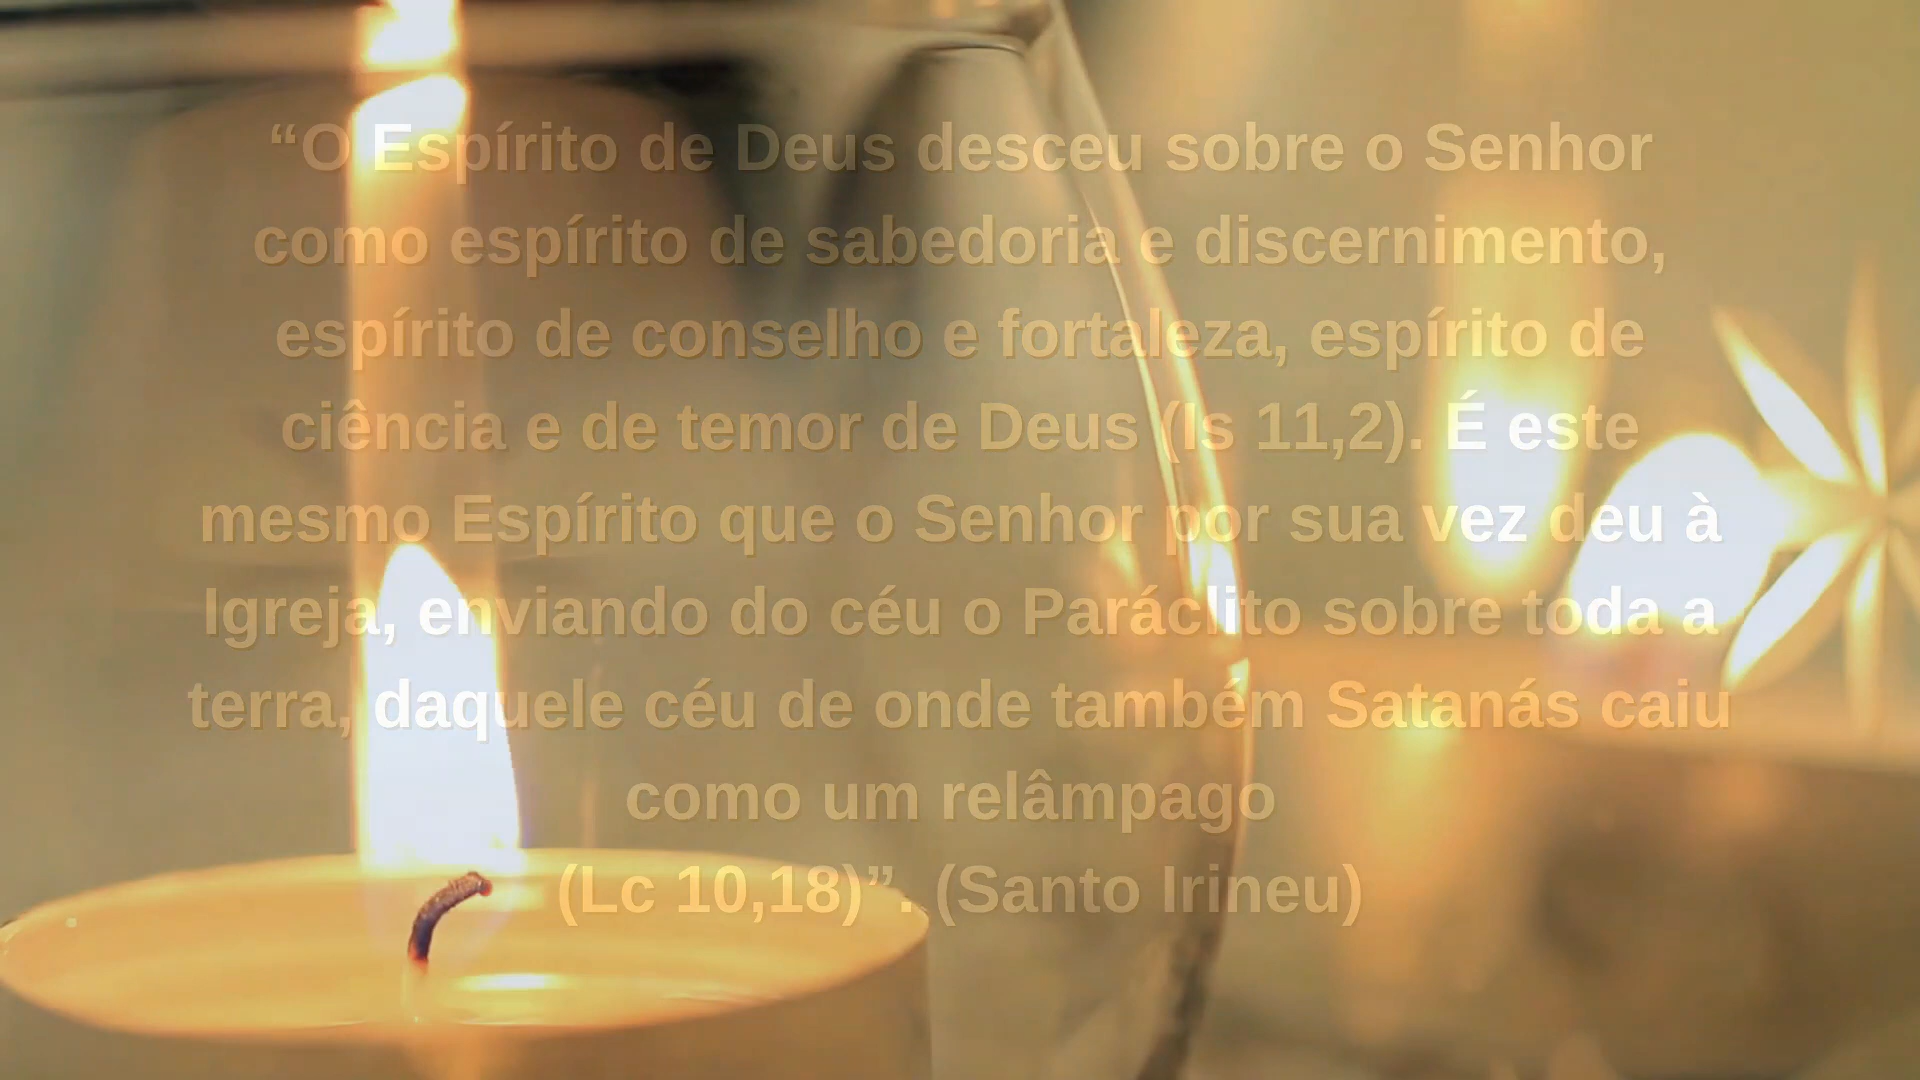 “O Espírito de Deus desceu sobre o Senhor
como espírito de sabedoria e discernimento,
espírito de conselho e fortaleza, espírito de
ciência e de temor de Deus (Is 11,2). É este
mesmo Espírito que o Senhor por sua vez deu à
Igreja, enviando do céu o Paráclito sobre toda a
terra, daquele céu de onde também Satanás caiu
como um relâmpago
(Lc 10,18)”. (Santo Irineu)